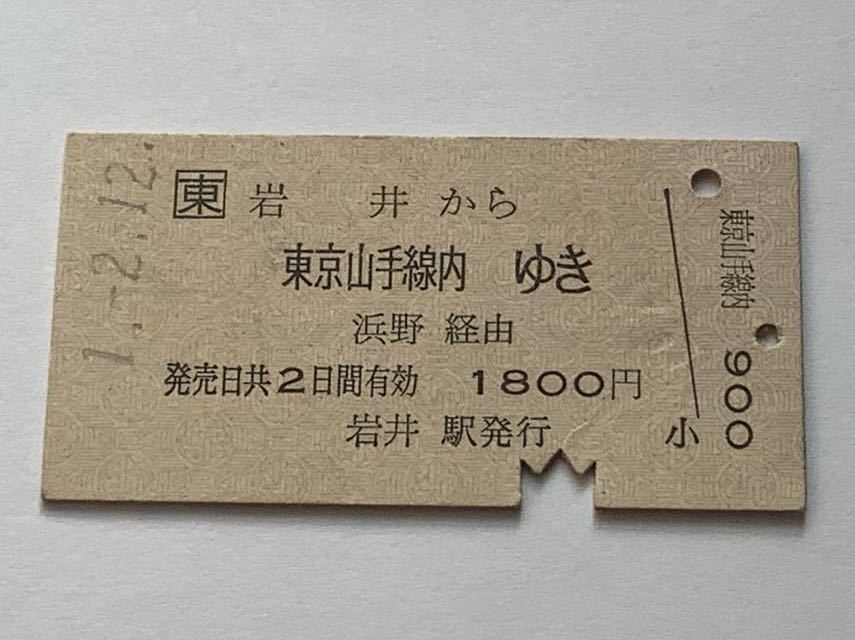 1.-2.12.
東 岩井から
東京山手線内 ゆき
浜野 経由
発売日共2日間有効 1800円
岩井 駅発行
小
東京山手線内
900